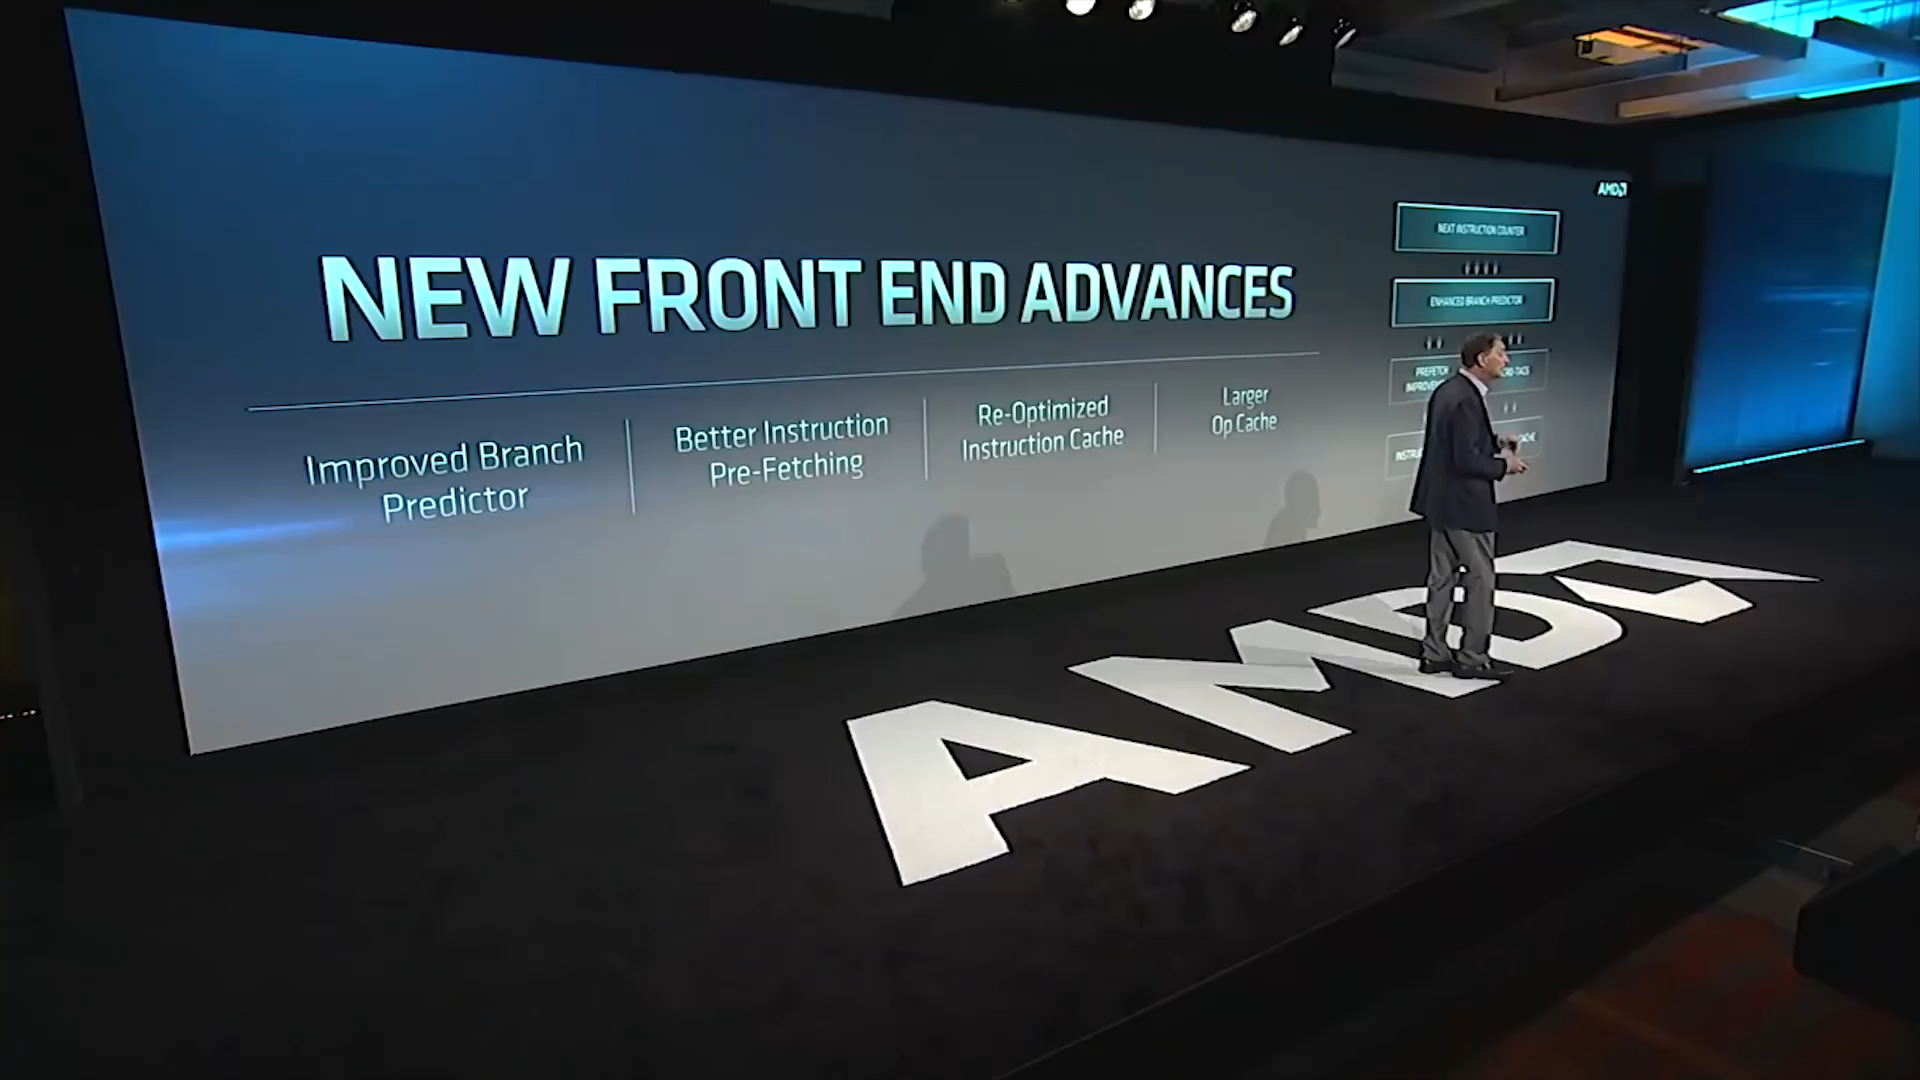 NEW FRONT END ADVANCES
Improved Branch
Predictor
Better Instruction
Pre-Fetching
Re-Optimized
Instruction Cache
Larger
Op Cache
AMD
NEXT INSTRUCTION COUNTER
ENHANCED BRANCH PREDICTOR
PREFETCH
AMD